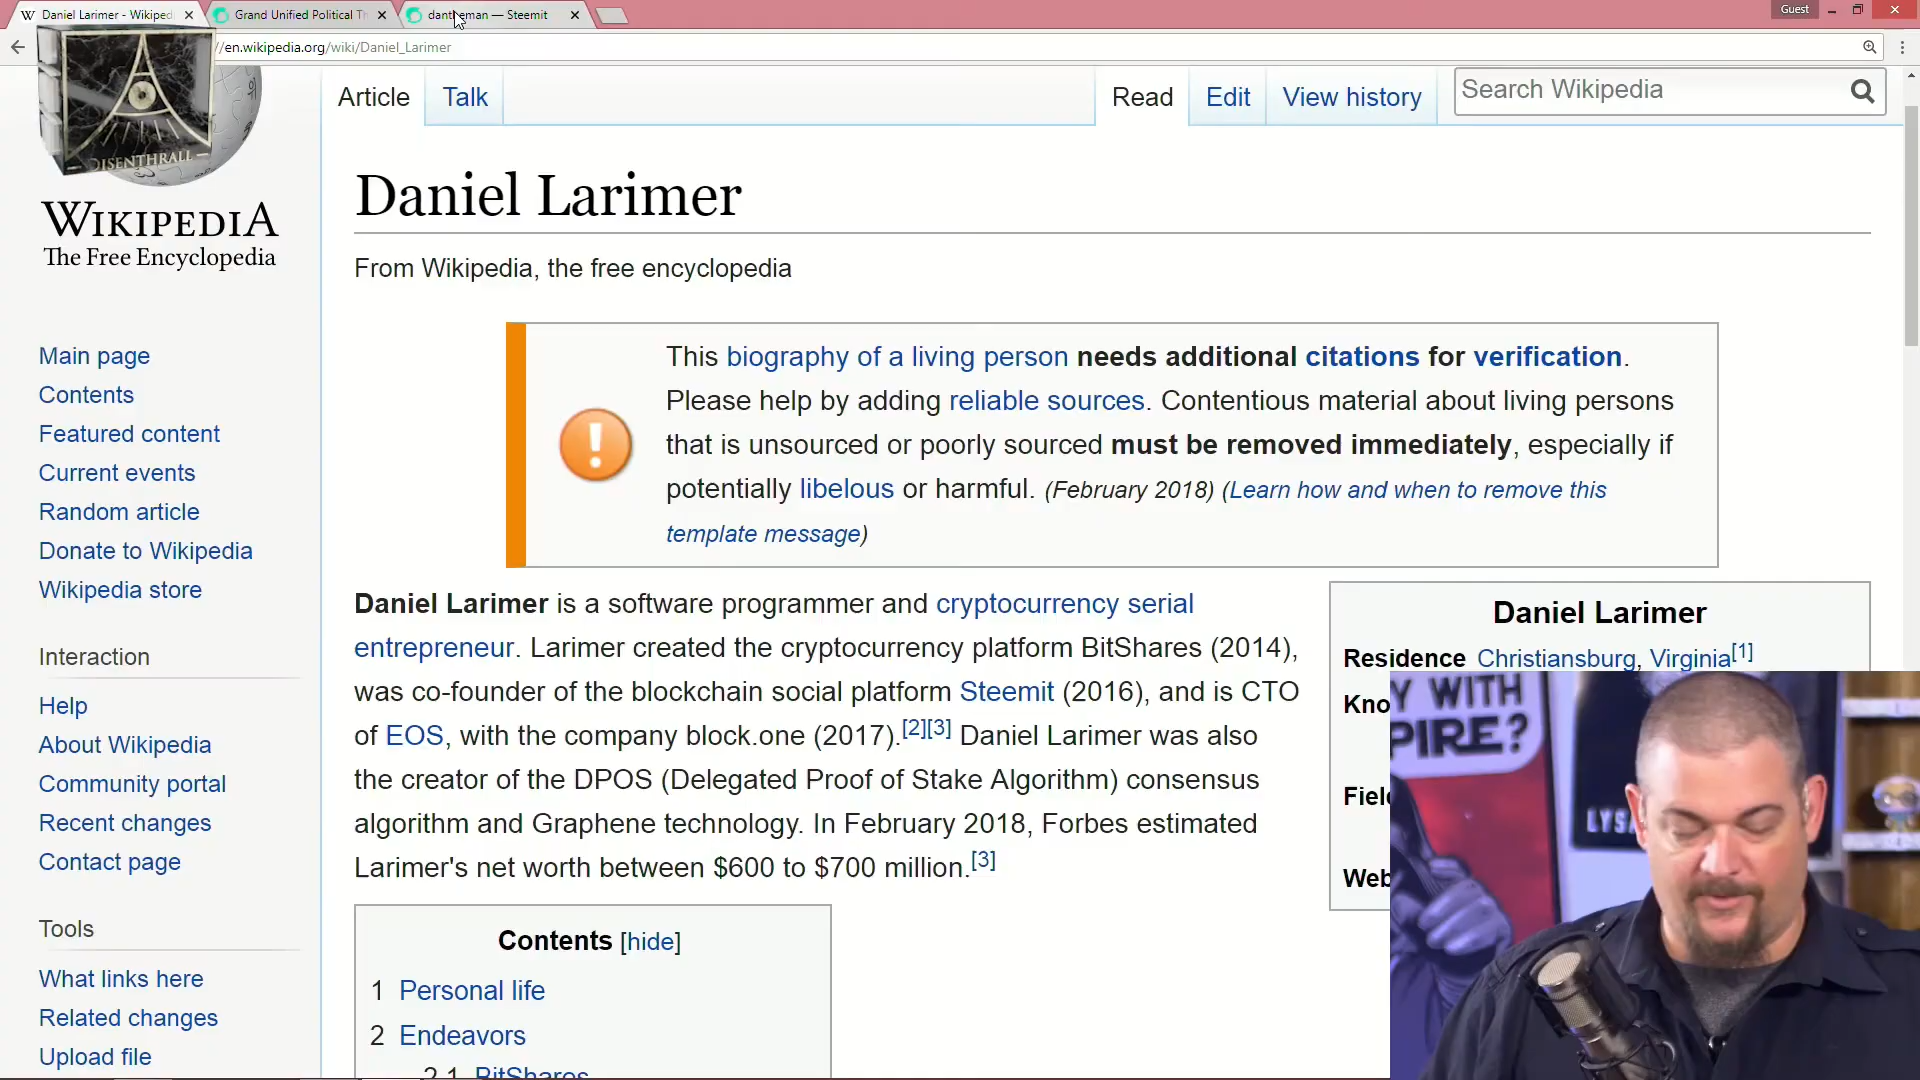 Daniel Larimer - Wikiped
Grand Unified Political Th
dantheman — Steemit
Guest
//en.wikipedia.org/wiki/Daniel_Larimer
DISENTHRALL
WIKIPEDIA
The Free Encyclopedia
Main page
Contents
Featured content
Current events
Random article
Donate to Wikipedia
Wikipedia store
Interaction
Help
About Wikipedia
Community portal
Recent changes
Contact page
Tools
What links here
Related changes
Upload file
Article
Talk
Read
Edit
View history
Search Wikipedia
Daniel Larimer
From Wikipedia, the free encyclopedia
This biography of a living person needs additional citations for verification.
Please help by adding reliable sources. Contentious material about living persons
that is unsourced or poorly sourced must be removed immediately, especially if
potentially libelous or harmful. (February 2018) (Learn how and when to remove this
template message)
Daniel Larimer is a software programmer and cryptocurrency serial
entrepreneur. Larimer created the cryptocurrency platform BitShares (2014),
was co-founder of the blockchain social platform Steemit (2016), and is CTO
of EOS, with the company block.one (2017).[2][3] Daniel Larimer was also
the creator of the DPOS (Delegated Proof of Stake Algorithm) consensus
algorithm and Graphene technology. In February 2018, Forbes estimated
Larimer's net worth between $600 to $700 million.[3]
Contents [hide]
1 Personal life
2 Endeavors
2.1 BitShares
Daniel Larimer
Residence Christiansburg, Virginia[1]
Kno
Field
Web
Y WITH
PIRE?
LYSA